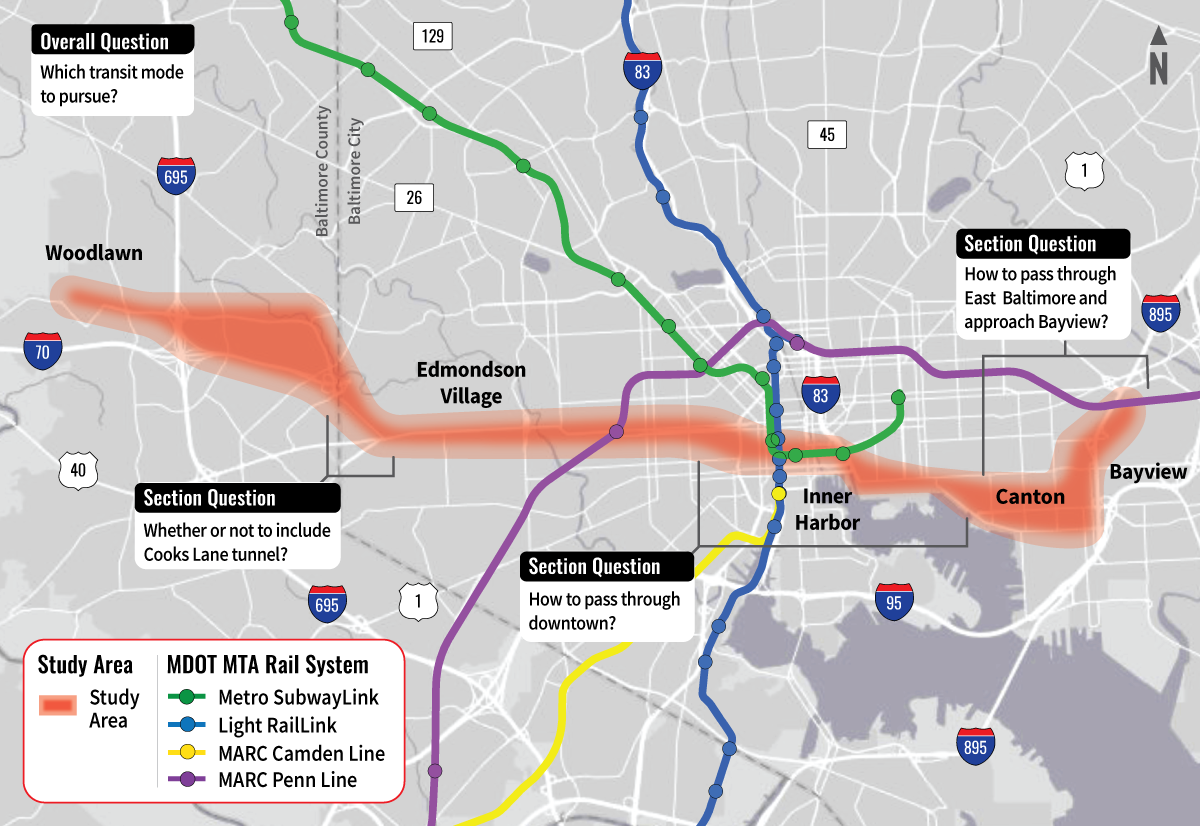 Overall Question
Which transit mode
to pursue?
129
83
N
45
1
695
Baltimore County
Baltimore City
26
Woodlawn
Section Question
How to pass through
East Baltimore and
approach Bayview?
895
70
Edmondson
Village
83
40
Section Question
Whether or not to include
Cooks Lane tunnel?
Inner
Harbor
Canton
Bayview
Section Question
How to pass through
downtown?
695
1
95
895
Study Area
Study
Area
MDOT MTA Rail System
Metro SubwayLink
Light RailLink
MARC Camden Line
MARC Penn Line